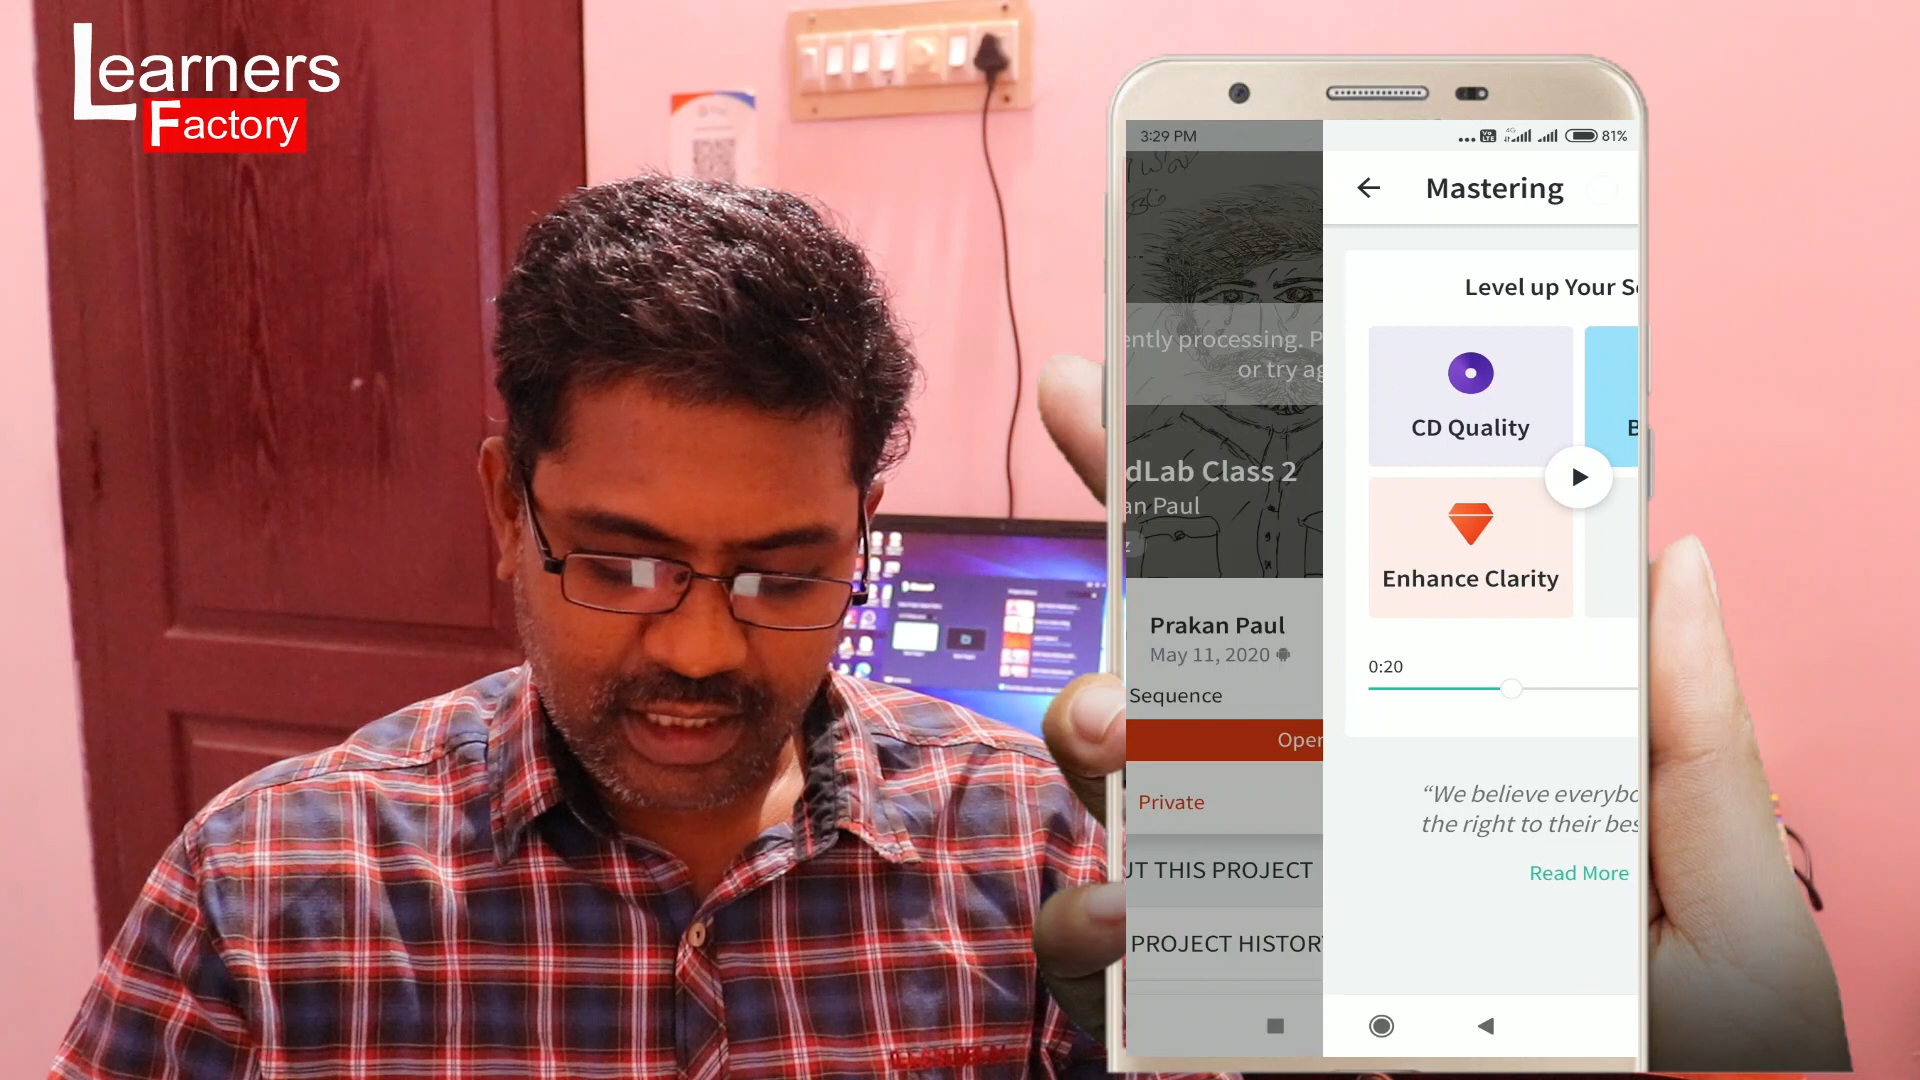 Learners
Factory
3:29 PM
4G
81%
Mastering
Level up Your
CD Quality
Enhance Clarity
ently processing. P
or try ag
dLab Class 2
an Paul
z
Prakan Paul
May 11, 2020
Sequence
Oper
Private
UT THIS PROJECT
PROJECT HISTOR
0:20
“We believe everybo
the right to their bes
Read More